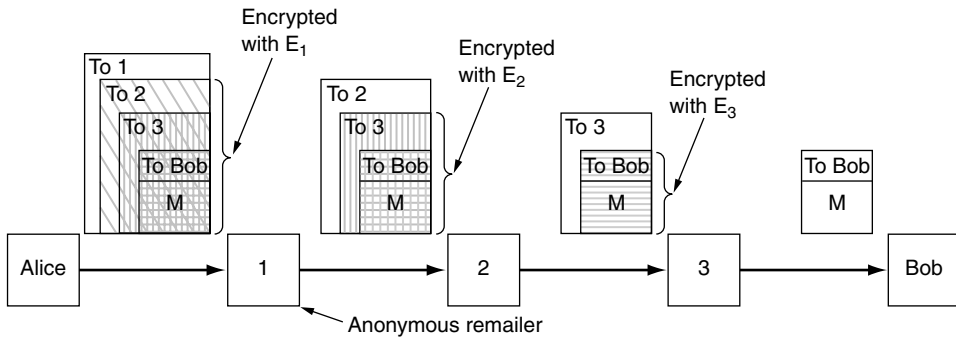 Encrypted
with E₁
Encrypted
with E₂
Encrypted
with E₃
To 1
To 2
To 3
To Bob
M
To 2
To 3
To Bob
M
To 3
To Bob
M
To Bob
M
Alice
1
2
3
Bob
Anonymous remailer